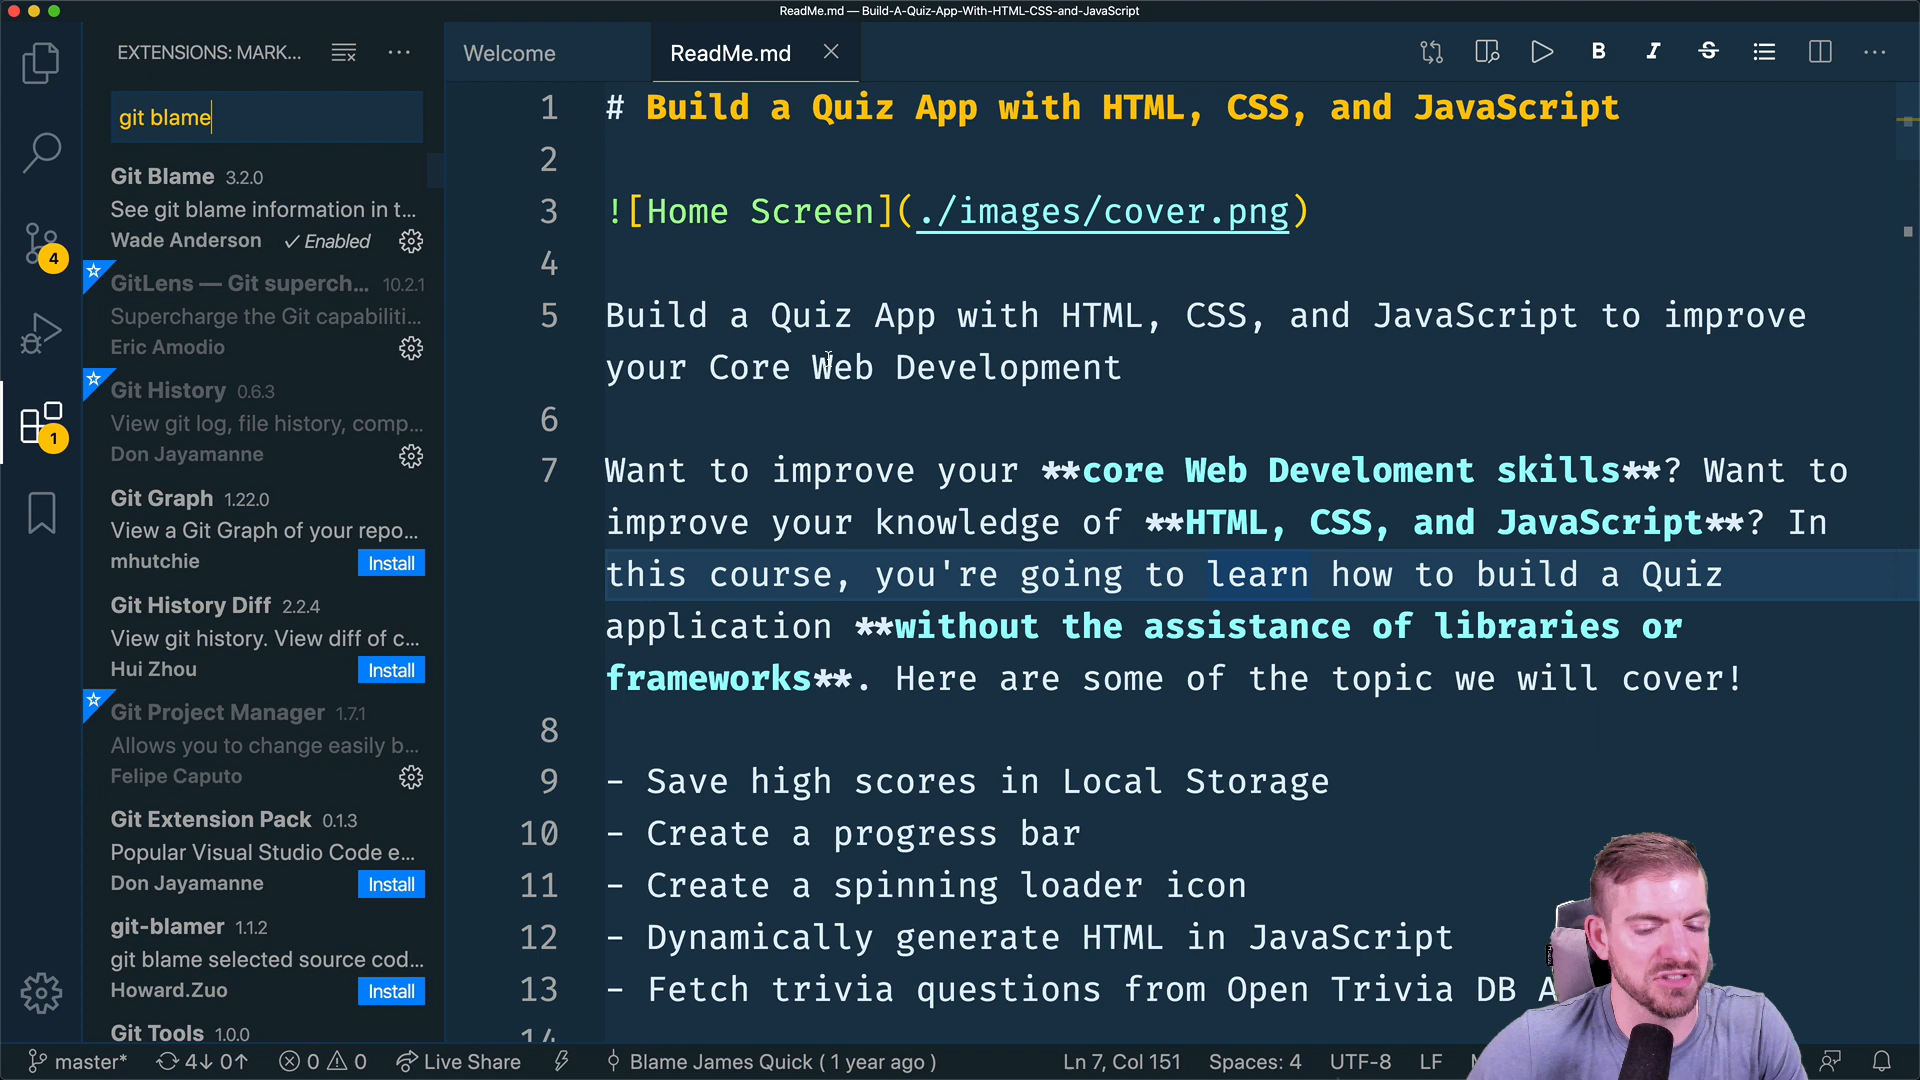 ReadMe.md — Build-A-Quiz-App-With-HTML-CSS-and-JavaScript
EXTENSIONS: MARK...
Welcome
ReadMe.md
B I S
git blame
Git Blame 3.2.0
See git blame information in t...
Wade Anderson ✓ Enabled
GitLens — Git superch... 10.2.1
Supercharge the Git capabiliti...
Eric Amodio
Git History 0.6.3
View git log, file history, comp...
Don Jayamanne
Git Graph 1.22.0
View a Git Graph of your repo...
mhutchie Install
Git History Diff 2.2.4
View git history. View diff of c...
Hui Zhou Install
Git Project Manager 1.7.1
Allows you to change easily b...
Felipe Caputo
Git Extension Pack 0.1.3
Popular Visual Studio Code e...
Don Jayamanne Install
git-blamer 1.1.2
git blame selected source cod...
Howard.Zuo Install
Git Tools 1.0.0
4
1
1 # Build a Quiz App with HTML, CSS, and JavaScript
2
3 ![Home Screen](./images/cover.png)
4
5 Build a Quiz App with HTML, CSS, and JavaScript to improve
your Core Web Development
6
7 Want to improve your **core Web Develoment skills**? Want to
improve your knowledge of **HTML, CSS, and JavaScript**? In
this course, you're going to learn how to build a Quiz
application **without the assistance of libraries or
frameworks**. Here are some of the topic we will cover!
8
9 - Save high scores in Local Storage
10 - Create a progress bar
11 - Create a spinning loader icon
12 - Dynamically generate HTML in JavaScript
13 - Fetch trivia questions from Open Trivia DB A
14
master* 4↓ 0↑ 0 0 Live Share Blame James Quick ( 1 year ago ) Ln 7, Col 151 Spaces: 4 UTF-8 LF